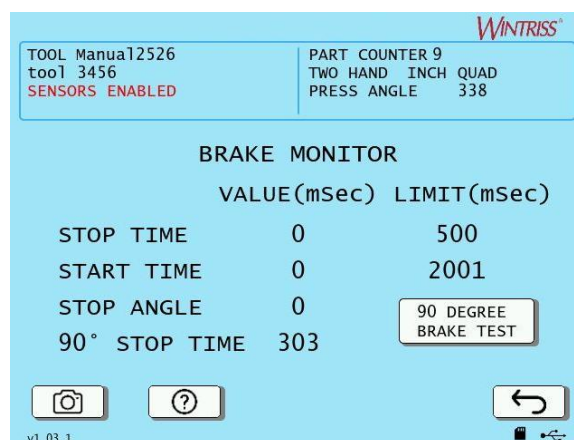 WINTRISS®
TOOL Manual2526
tool 3456
SENSORS ENABLED
PART COUNTER 9
TWO HAND INCH QUAD
PRESS ANGLE 338
BRAKE MONITOR
VALUE(mSec) LIMIT(mSec)
STOP TIME 0 500
START TIME 0 2001
STOP ANGLE 0
90° STOP TIME 303
90 DEGREE
BRAKE TEST
v1.03.1